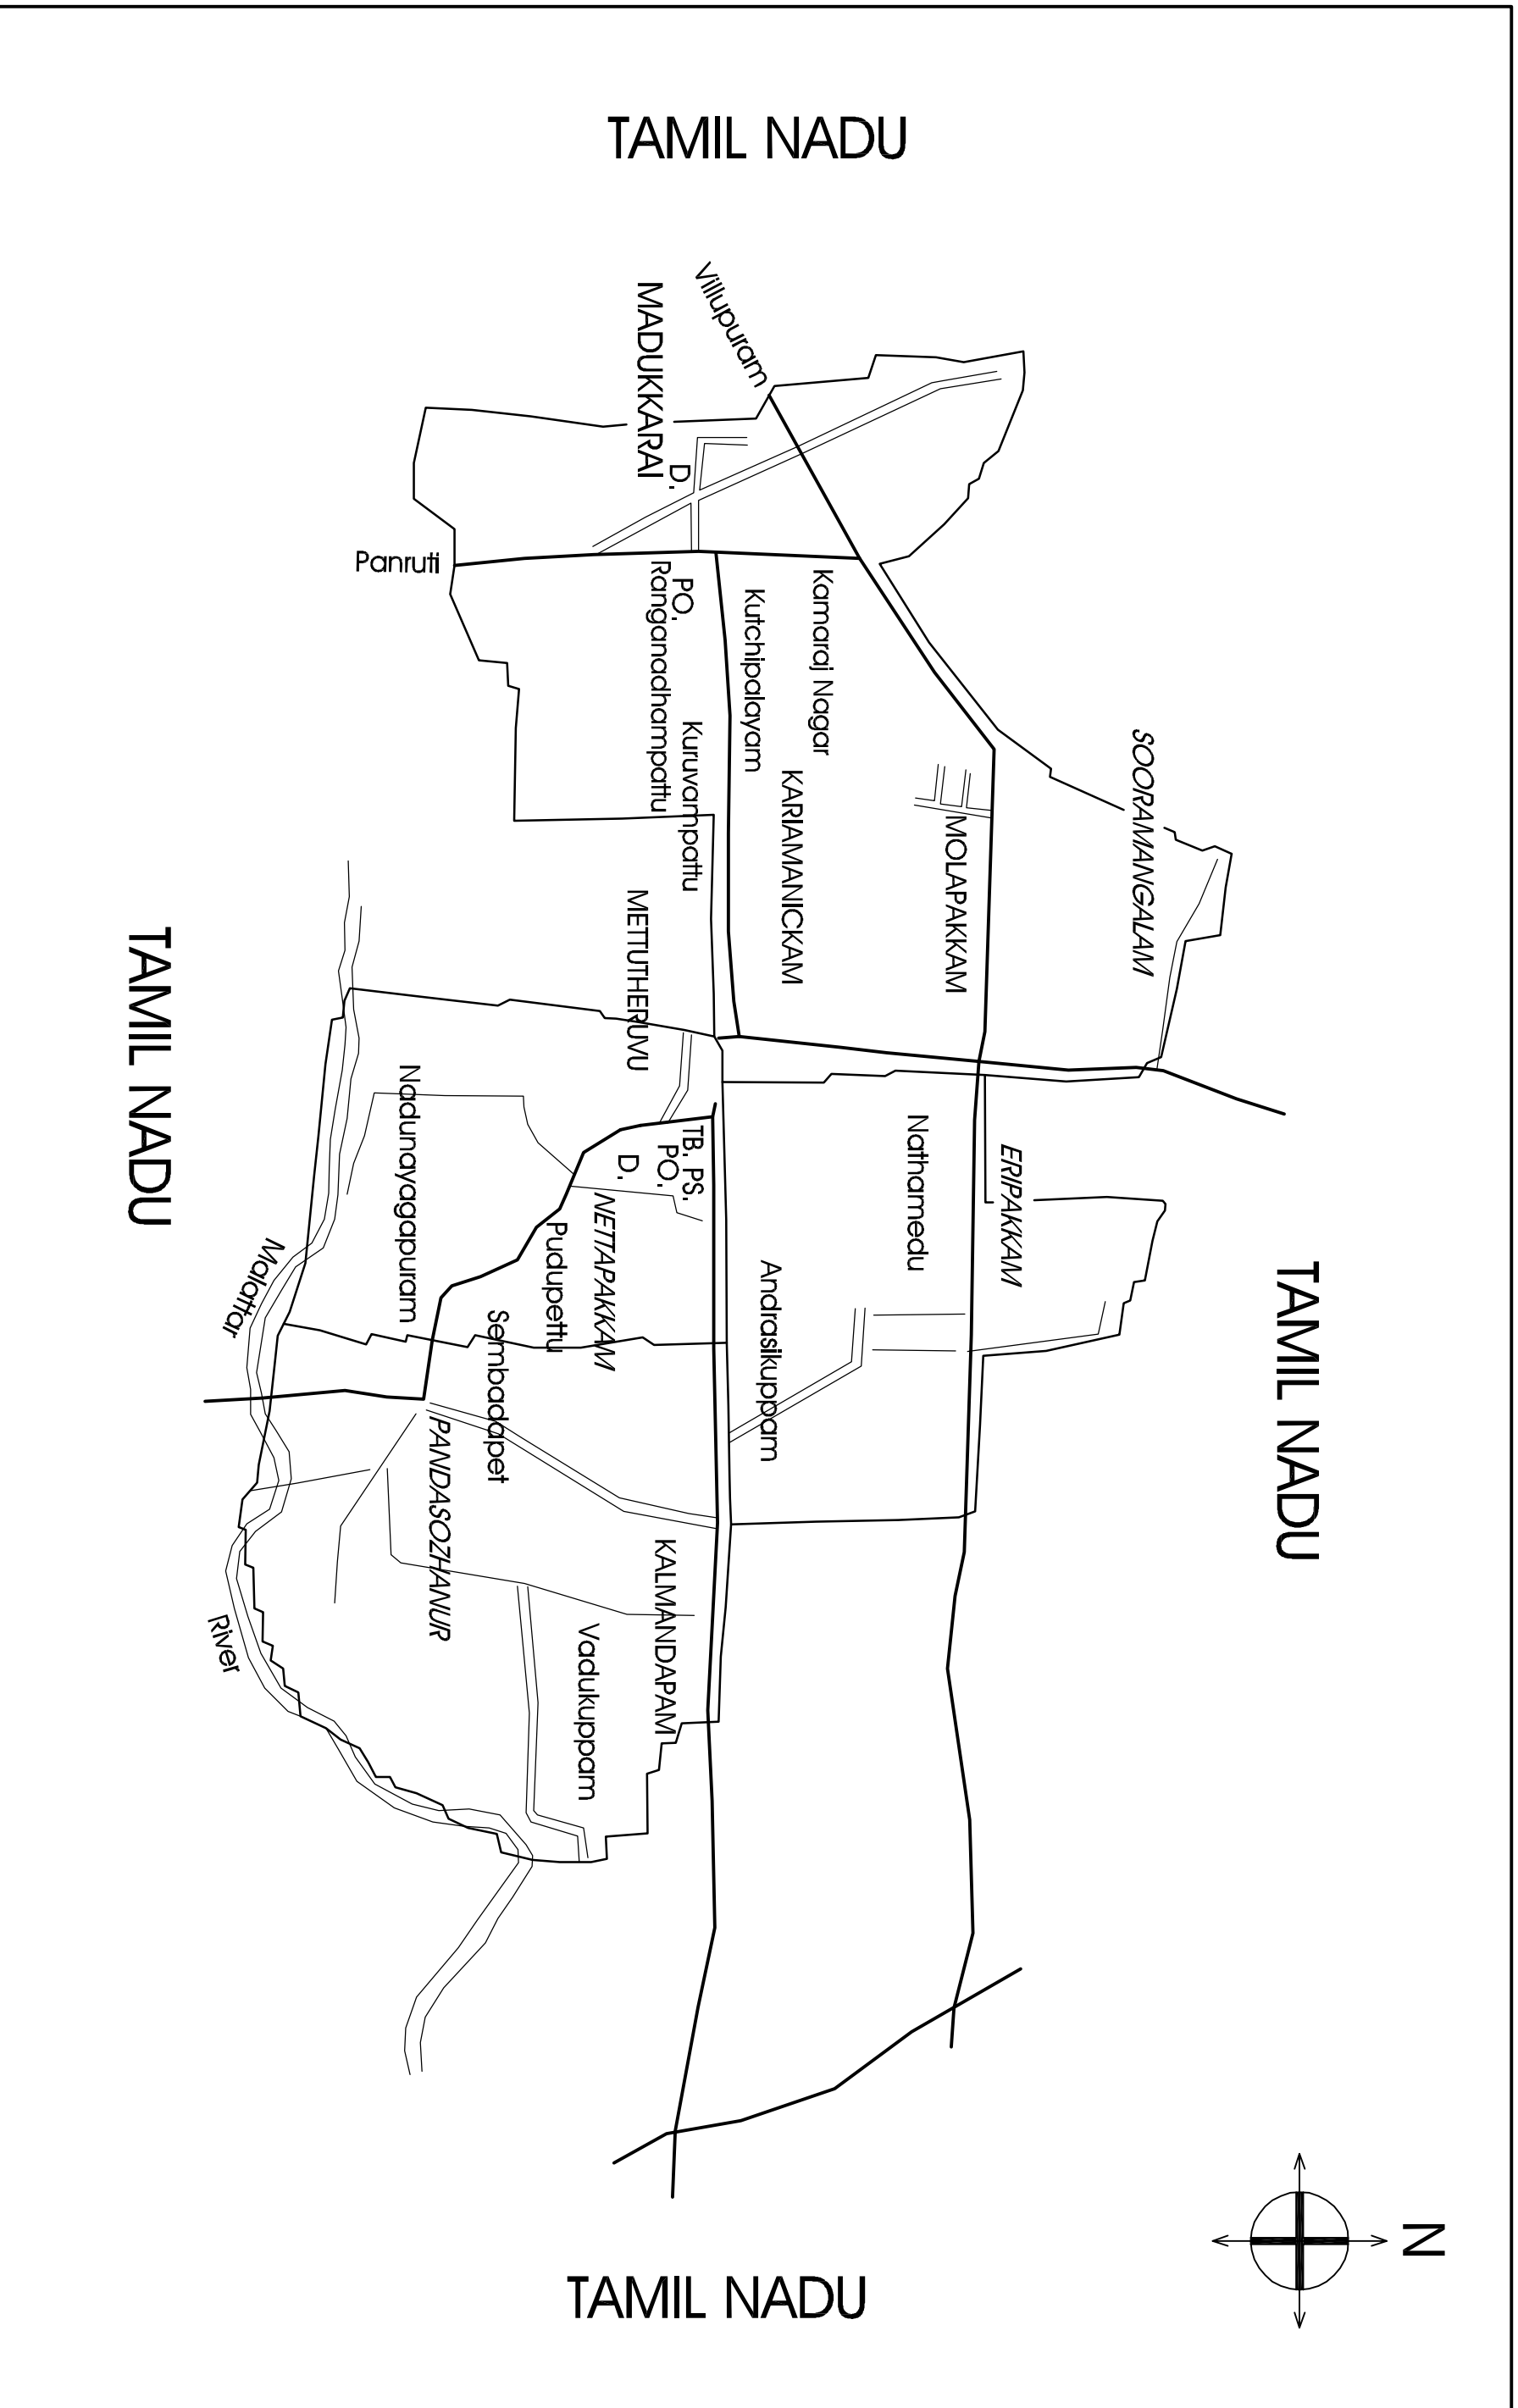 TAMIL NADU
Villupuram
MADUKKARAI
D.
Panruti
PO.
Ranganadhampattu
Kuruvampattu
Kutchipalayam
Kamaraj Nagar
KARIAMANICKAM
MOLAPAKKAM
SOORAMANGALAM
METTUTHERUVU
TAMIL NADU
Nadunayagapuram
TB. PS.
PO.
D.
NETTAPAKKAM
Pudupettu
Sembadapet
Nathamedu
ERIPAKKAM
Andrasikuppam
TAMIL NADU
Malattar
River
PANDASOZHANUR
KALMANDAPAM
Vadukuppam
N
TAMIL NADU